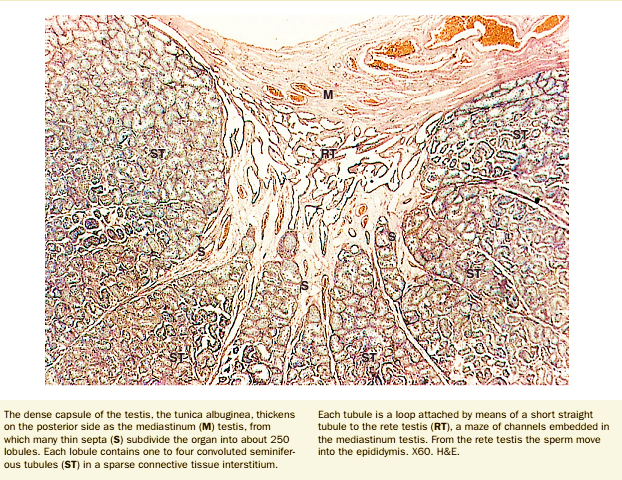 M
ST
RT
ST
S
S
ST
S
ST
ST
The dense capsule of the testis, the tunica albuginea, thickens
on the posterior side as the mediastinum (M) testis, from
which many thin septa (S) subdivide the organ into about 250
lobules. Each lobule contains one to four convoluted seminifer-
ous tubules (ST) in a sparse connective tissue interstitium.
Each tubule is a loop attached by means of a short straight
tubule to the rete testis (RT), a maze of channels embedded in
the mediastinum testis. From the rete testis the sperm move
into the epididymis. X60. H&E.